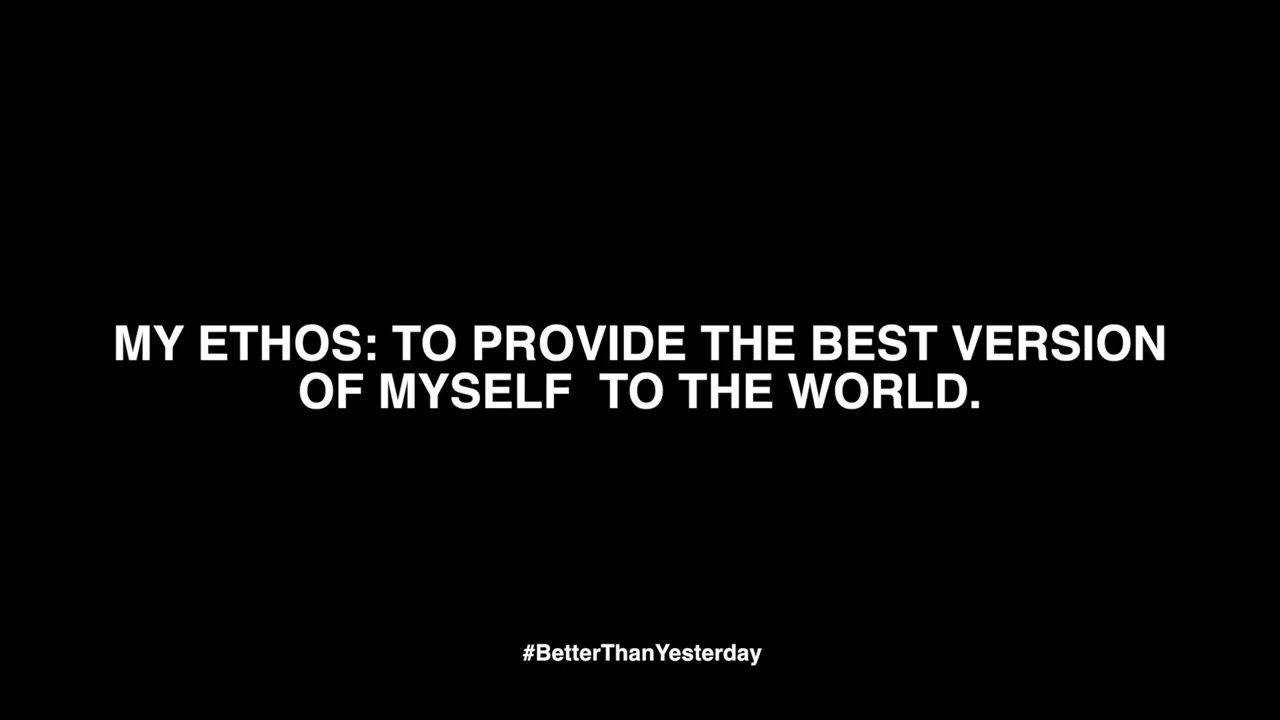 MY ETHOS: TO PROVIDE THE BEST VERSION
OF MYSELF  TO THE WORLD.
#BetterThanYesterday